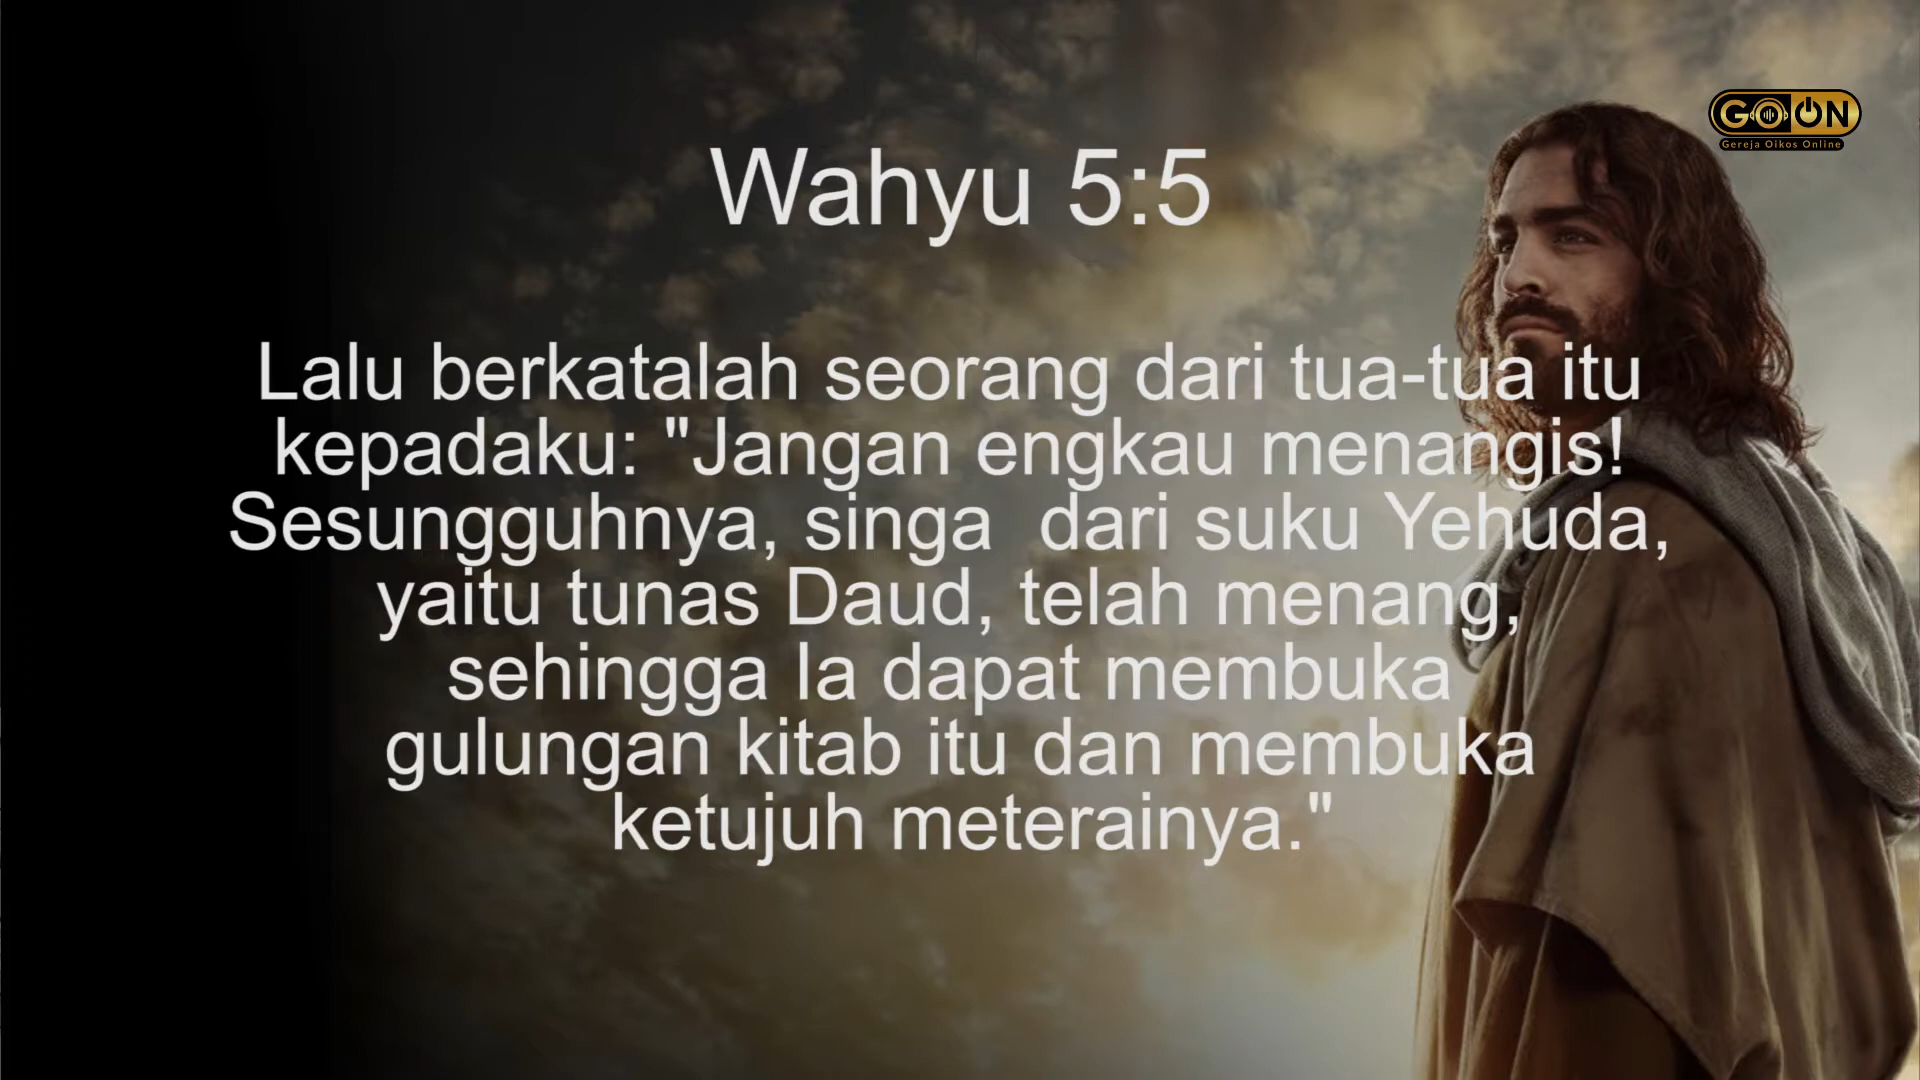 GOON
Gereja Oikos Online
Wahyu 5:5
Lalu berkatalah seorang dari tua-tua itu
kepadaku: "Jangan engkau menangis!
Sesungguhnya, singa  dari suku Yehuda,
yaitu tunas Daud, telah menang,
sehingga Ia dapat membuka
gulungan kitab itu dan membuka
ketujuh meterainya."